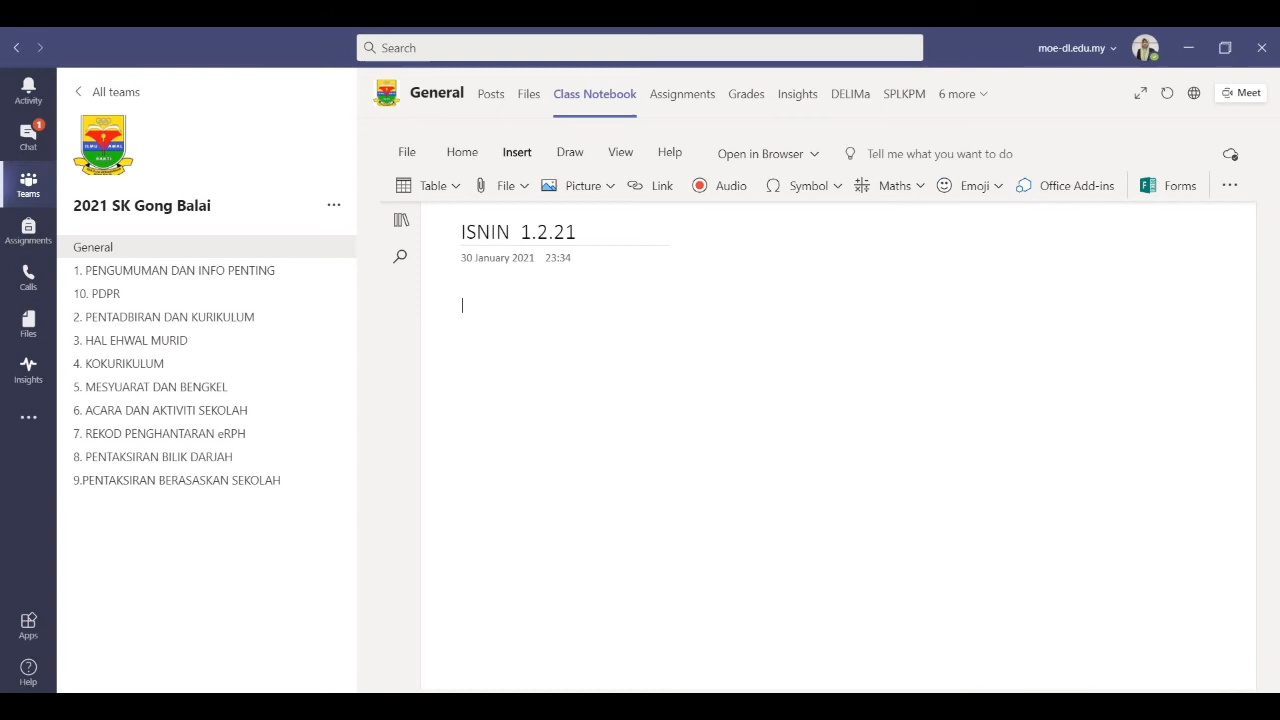 Search
moe-dl.edu.my
Activity
Chat
1
Teams
Assignments
Calls
Files
Insights
Apps
Help
All teams
2021 SK Gong Balai
General
1. PENGUMUMAN DAN INFO PENTING
10. PDPR
2. PENTADBIRAN DAN KURIKULUM
3. HAL EHWAL MURID
4. KOKURIKULUM
5. MESYUARAT DAN BENGKEL
6. ACARA DAN AKTIVITI SEKOLAH
7. REKOD PENGHANTARAN eRPH
8. PENTAKSIRAN BILIK DARJAH
9.PENTAKSIRAN BERASASKAN SEKOLAH
General Posts Files Class Notebook Assignments Grades Insights DELIMa SPLKPM 6 more
Meet
File Home Insert Draw View Help Open in Browser Tell me what you want to do
Table File Picture Link Audio Symbol Maths Emoji Office Add-ins Forms
ISNIN 1.2.21
30 January 2021 23:34